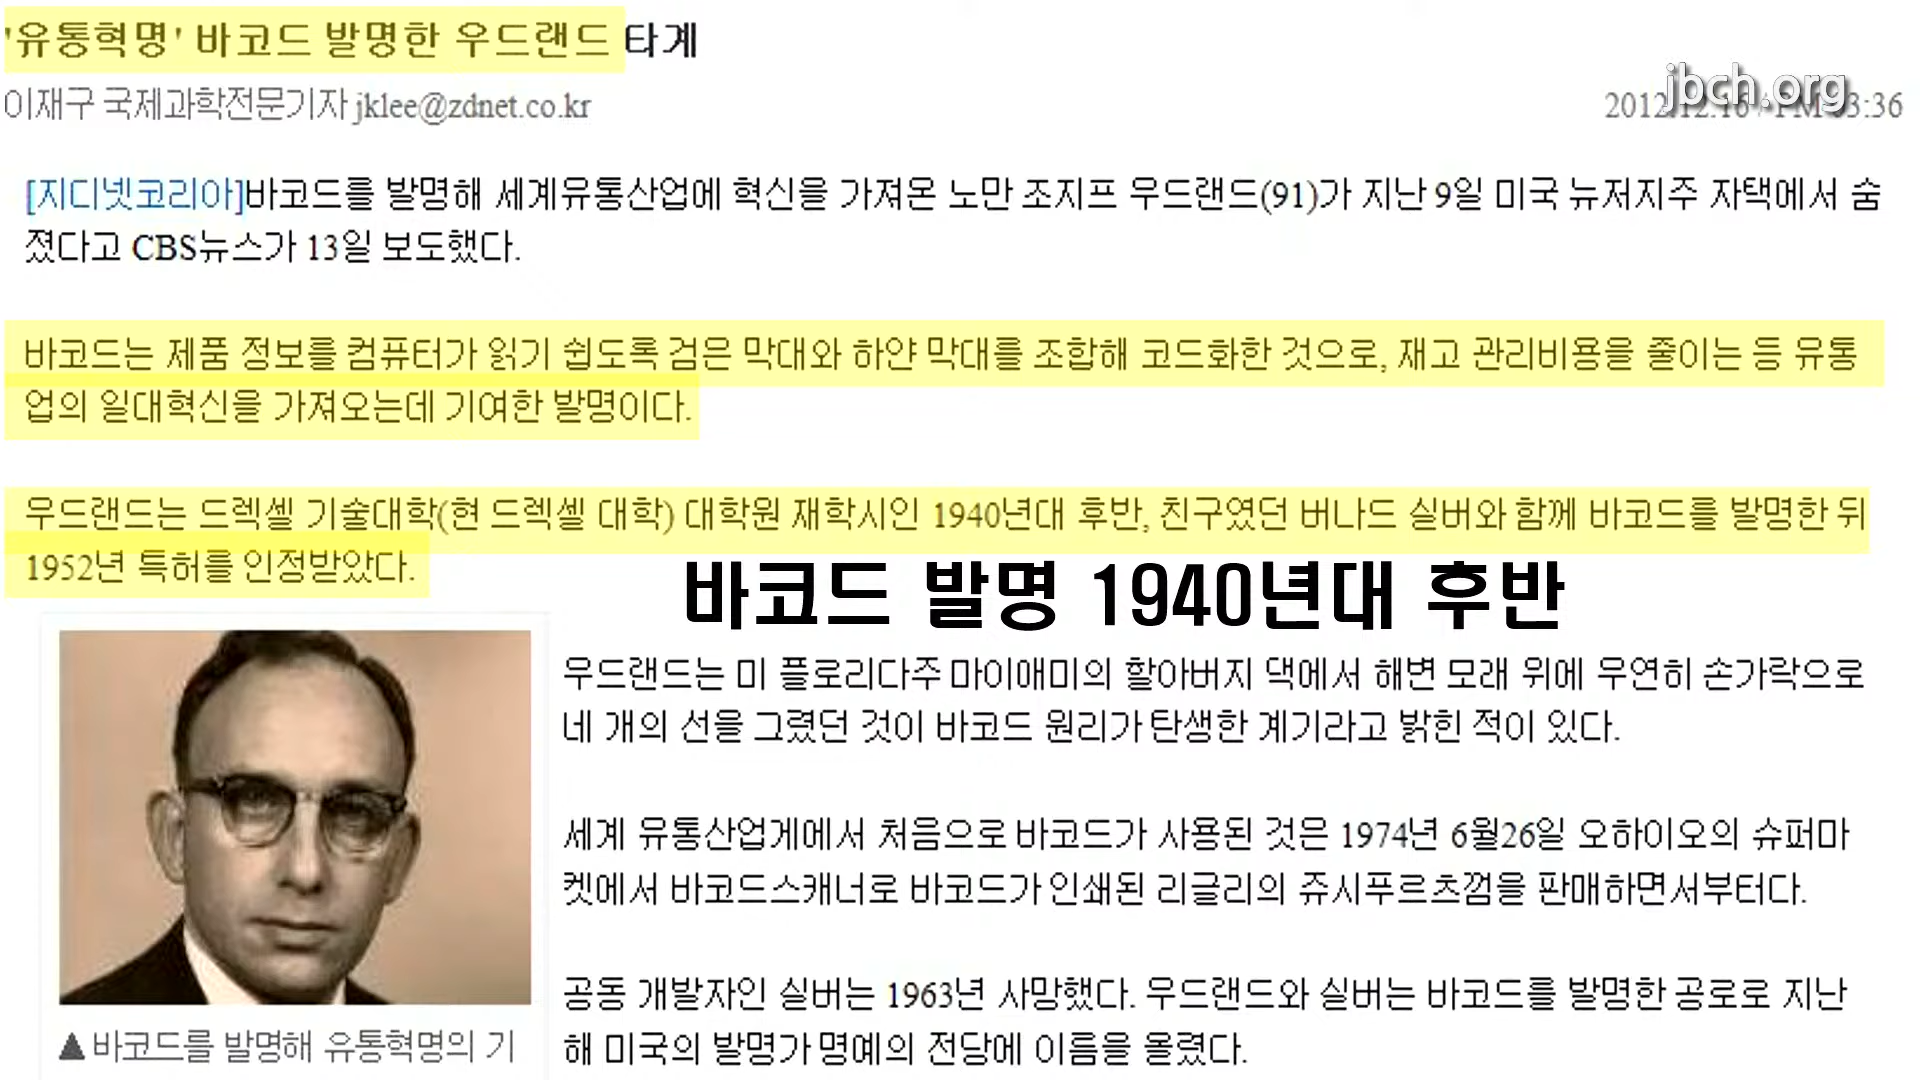 '유통혁명' 바코드 발명한 우드랜드 타계
이재구 국제과학전문기자 jklee@zdnet.co.kr
jbch.org
2012.12.16 / PM 03:36
[지디넷코리아]바코드를 발명해 세계유통산업에 혁신을 가져온 노만 조지프 우드랜드(91)가 지난 9일 미국 뉴저지주 자택에서 숨
졌다고 CBS뉴스가 13일 보도했다.
바코드는 제품 정보를 컴퓨터가 읽기 쉽도록 검은 막대와 하얀 막대를 조합해 코드화한 것으로, 재고 관리비용을 줄이는 등 유통
업의 일대혁신을 가져오는데 기여한 발명이다.
우드랜드는 드렉셀 기술대학(현 드렉셀 대학) 대학원 재학시인 1940년대 후반, 친구였던 버나드 실버와 함께 바코드를 발명한 뒤
1952년 특허를 인정받았다.
바코드 발명 1940년대 후반
우드랜드는 미 플로리다주 마이애미의 할아버지 댁에서 해변 모래 위에 우연히 손가락으로
네 개의 선을 그렸던 것이 바코드 원리가 탄생한 계기라고 밝힌 적이 있다.
세계 유통산업게에서 처음으로 바코드가 사용된 것은 1974년 6월26일 오하이오의 슈퍼마
켓에서 바코드스캐너로 바코드가 인쇄된 리글리의 쥬시푸르츠껌을 판매하면서부터다.
공동 개발자인 실버는 1963년 사망했다. 우드랜드와 실버는 바코드를 발명한 공로로 지난
해 미국의 발명가 명예의 전당에 이름을 올렸다.
▲바코드를 발명해 유통혁명의 기